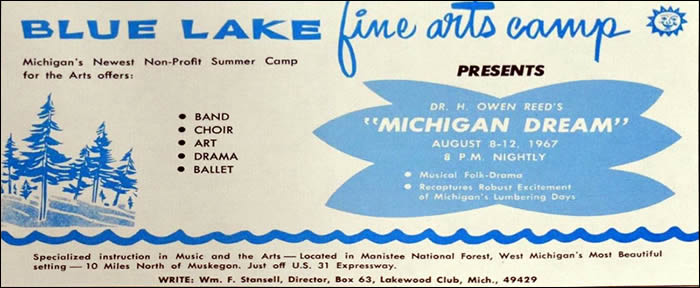 BLUE LAKE fine arts camp
Michigan's Newest Non-Profit Summer Camp
for the Arts offers:
● BAND
● CHOIR
● ART
● DRAMA
● BALLET
PRESENTS
DR. H. OWEN REED'S
"MICHIGAN DREAM"
AUGUST 8-12, 1967
8 P.M. NIGHTLY
● Musical Folk-Drama
● Recaptures Robust Excitement
of Michigan's Lumbering Days
Specialized instruction in Music and the Arts — Located in Manistee National Forest, West Michigan's Most Beautiful
setting — 10 Miles North of Muskegon. Just off U.S. 31 Expressway.
WRITE: Wm. F. Stansell, Director, Box 63, Lakewood Club, Mich., 49429